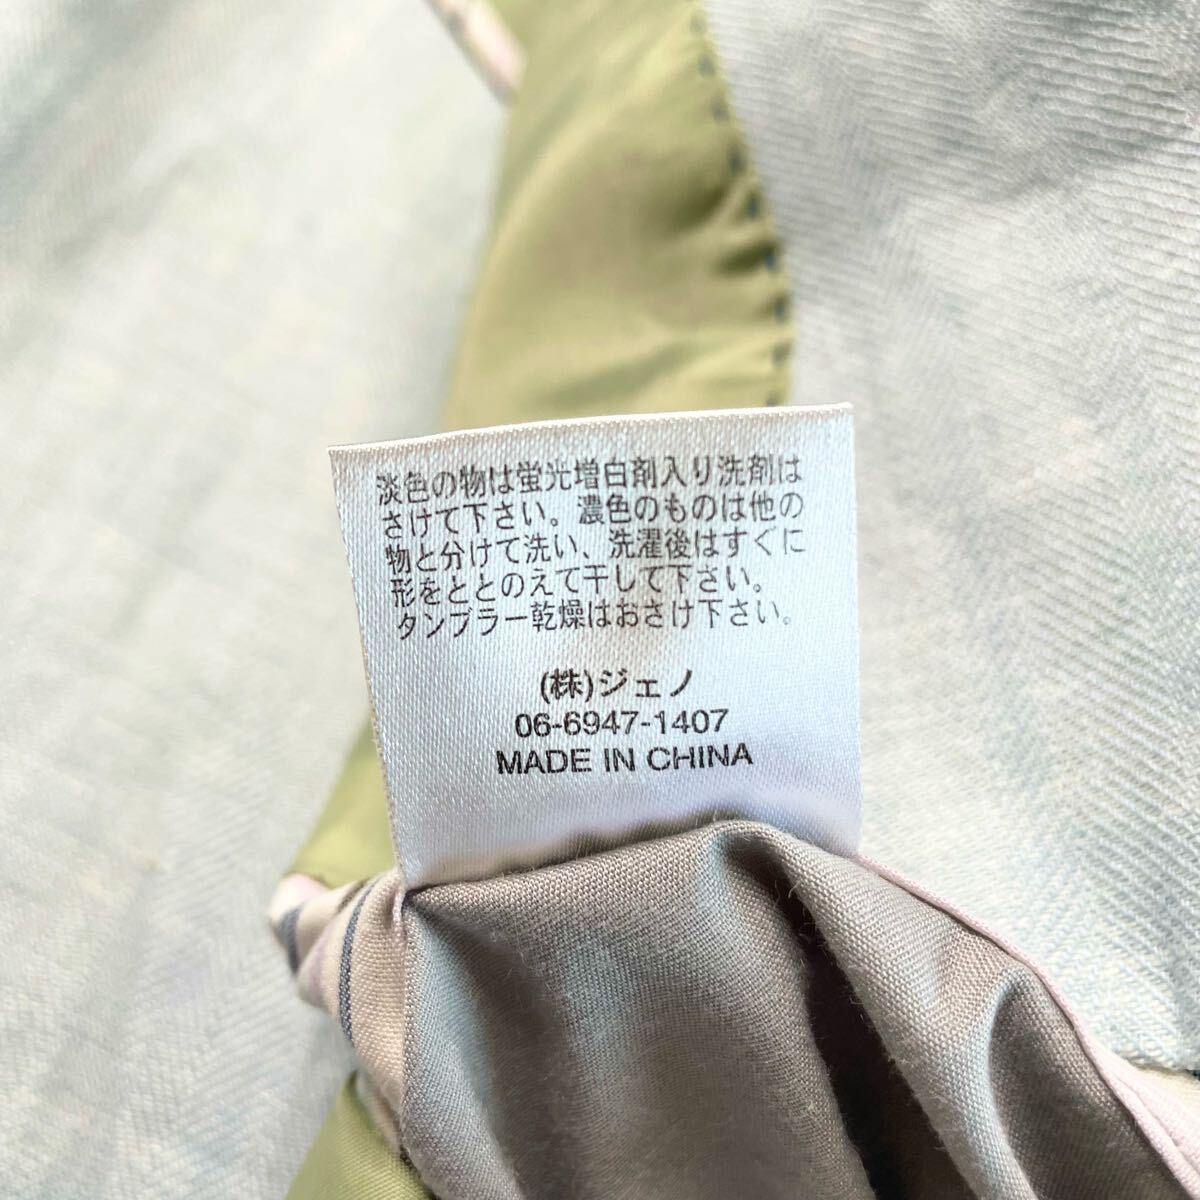 淡色の物は蛍光増白剤入り洗剤は
さけて下さい。濃色のものは他の
物と分けて洗い、洗濯後はすぐに
形をととのえて干して下さい。
タンブラー乾燥はおさけ下さい。
(株)ジェノ
06-6947-1407
MADE IN CHINA